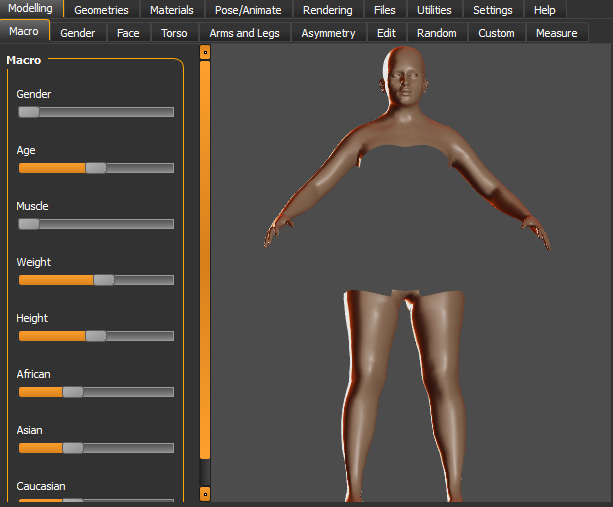 Modelling Geometries Materials Pose/Animate Rendering Files Utilities Settings Help
Macro Gender Face Torso Arms and Legs Asymmetry Edit Random Custom Measure
Macro
Gender
Age
Muscle
Weight
Height
African
Asian
Caucasian